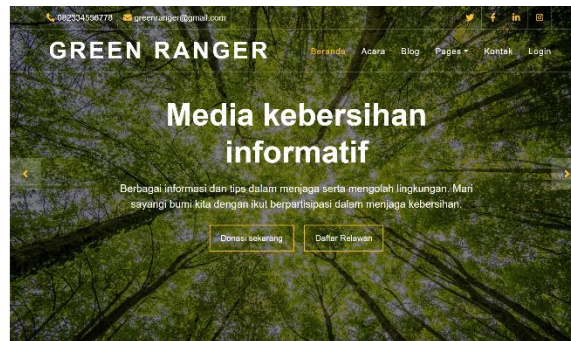 082334556778 greenranger@gmail.com
GREEN RANGER
Beranda Acara Blog Pages Kontak Login
Media kebersihan
informatif
Berbagai informasi dan tips dalam menjaga serta mengolah lingkungan. Mari
sayangi bumi kita dengan ikut berpartisipasi dalam menjaga kebersihan.
Donasi sekarang Daftar Relawan